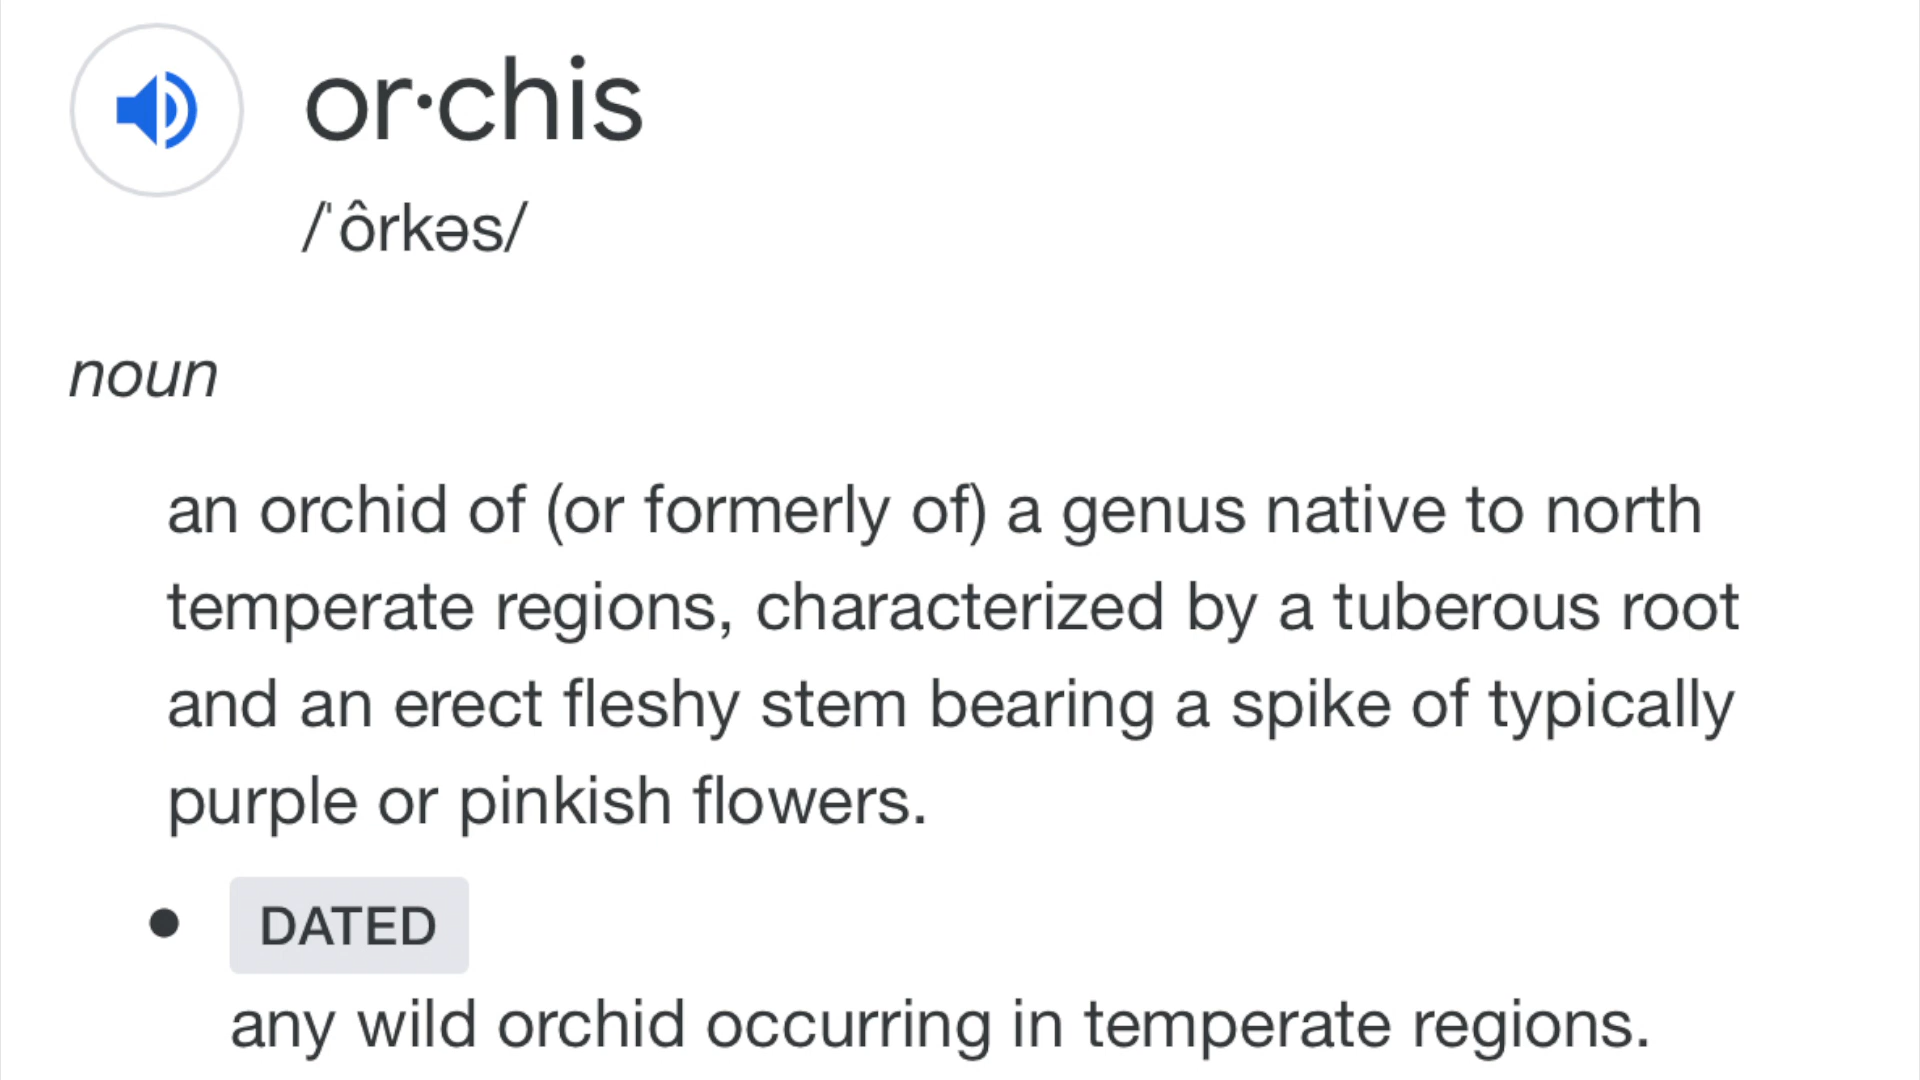 or·chis
/ˈôrkəs/
noun
an orchid of (or formerly of) a genus native to north
temperate regions, characterized by a tuberous root
and an erect fleshy stem bearing a spike of typically
purple or pinkish flowers.
• DATED
any wild orchid occurring in temperate regions.